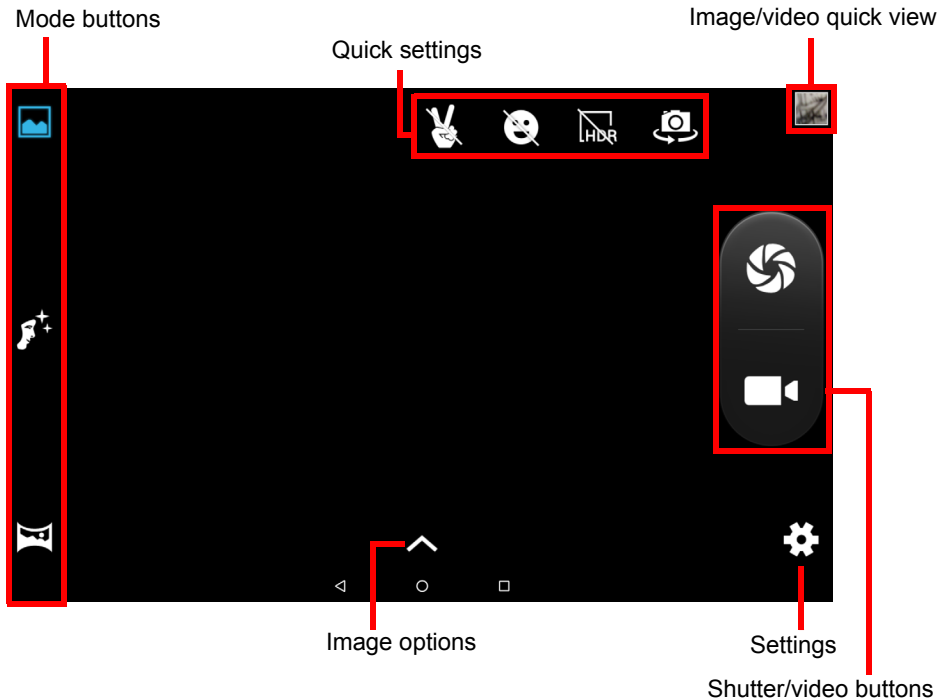 Mode buttons
Image/video quick view
Quick settings
HDR
Image options
Settings
Shutter/video buttons